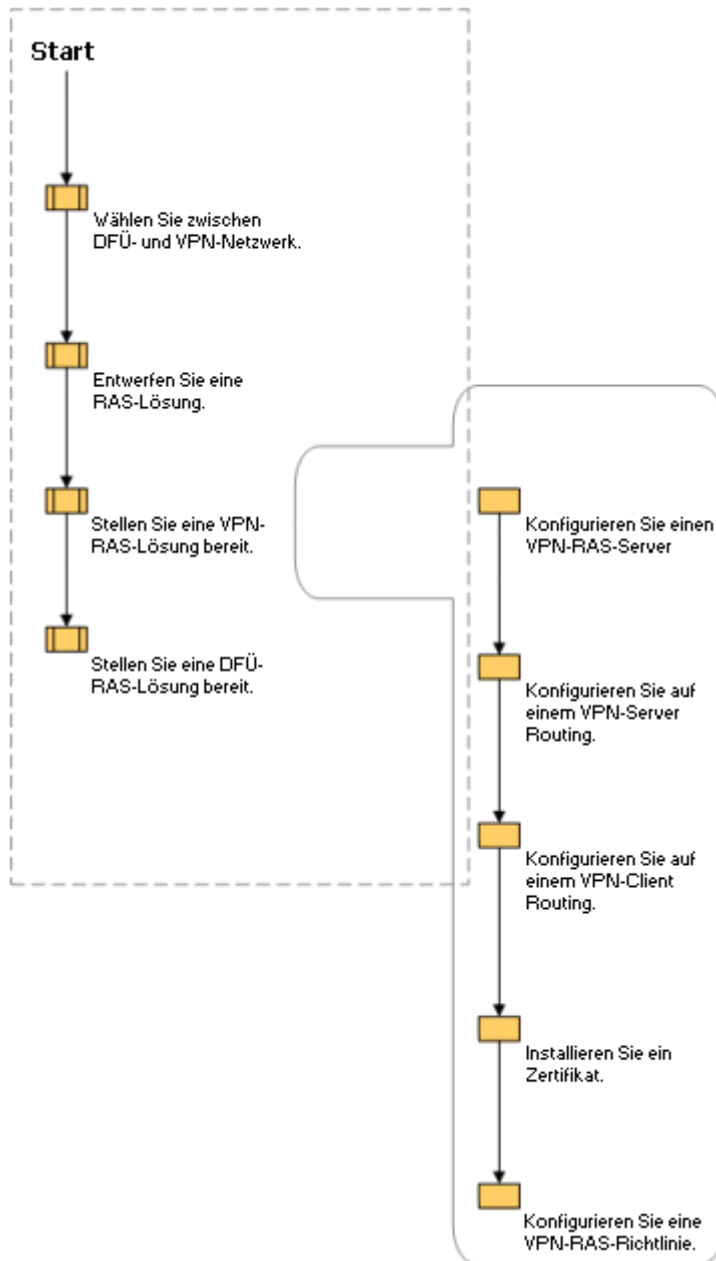 Start
Wählen Sie zwischen
DFÜ- und VPN-Netzwerk.
Entwerfen Sie eine
RAS-Lösung.
Stellen Sie eine VPN-
RAS-Lösung bereit.
Stellen Sie eine DFÜ-
RAS-Lösung bereit.
Konfigurieren Sie einen
VPN-RAS-Server
Konfigurieren Sie auf
einem VPN-Server
Routing.
Konfigurieren Sie auf
einem VPN-Client
Routing.
Installieren Sie ein
Zertifikat.
Konfigurieren Sie eine
VPN-RAS-Richtlinie.